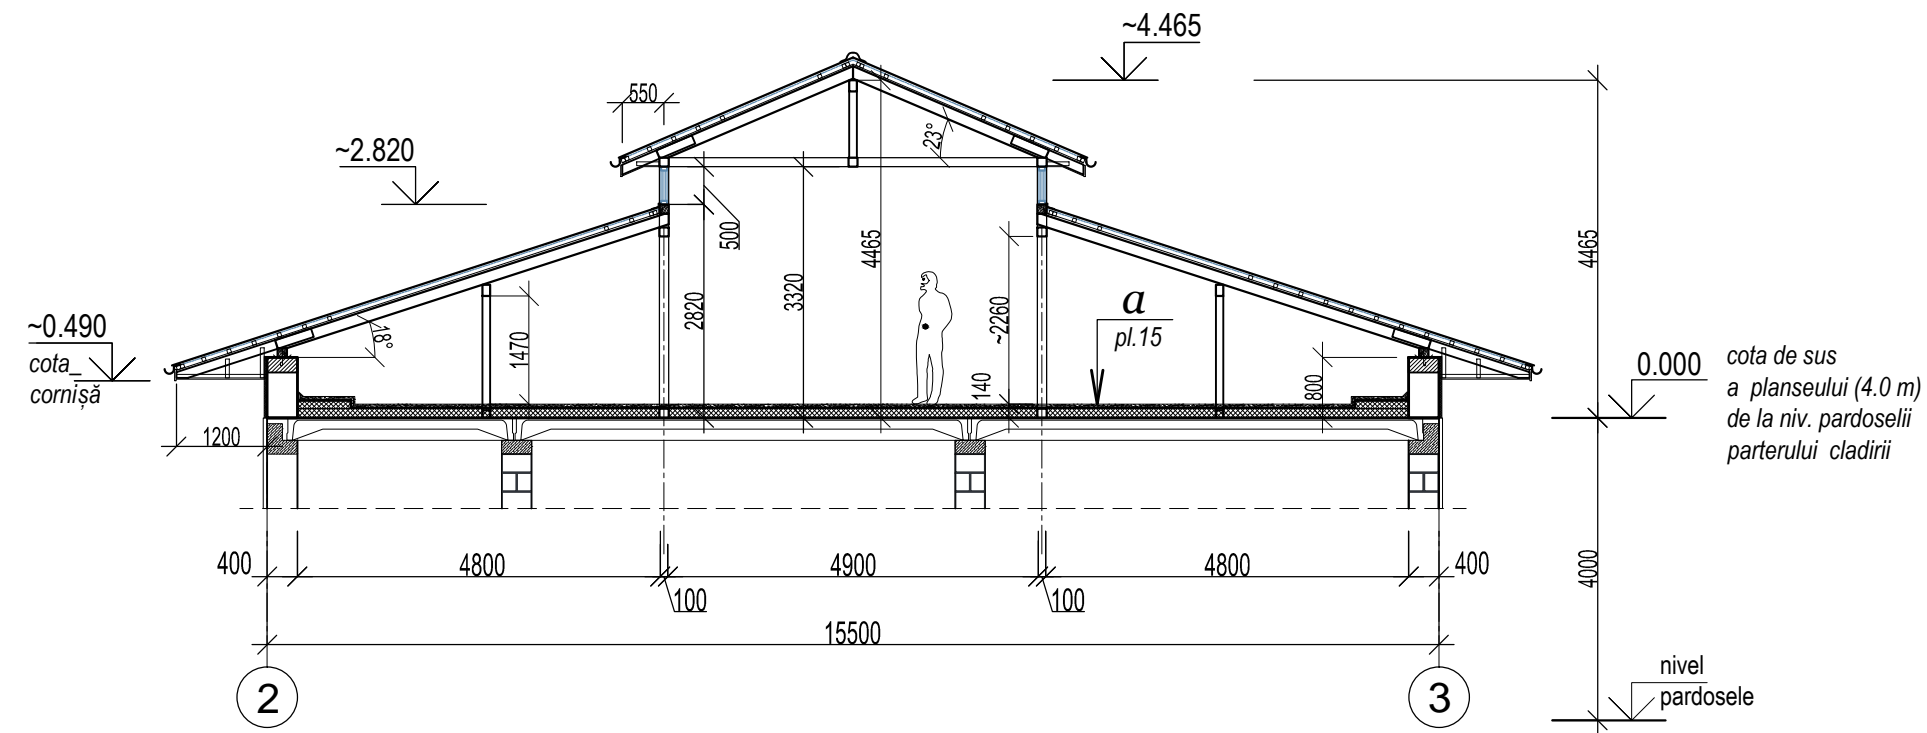 ~4.465
550
23°
~2.820
500
4465
4465
2820
3320
~2260
a
pl.15
~0.490
cota_
cornișă
18°
1470
140
800
0.000
cota de sus
a planseului (4.0 m)
de la niv. pardoselii
parterului cladirii
1200
400
4800
4900
4800
400
4000
100
100
15500
2
3
nivel
pardosele